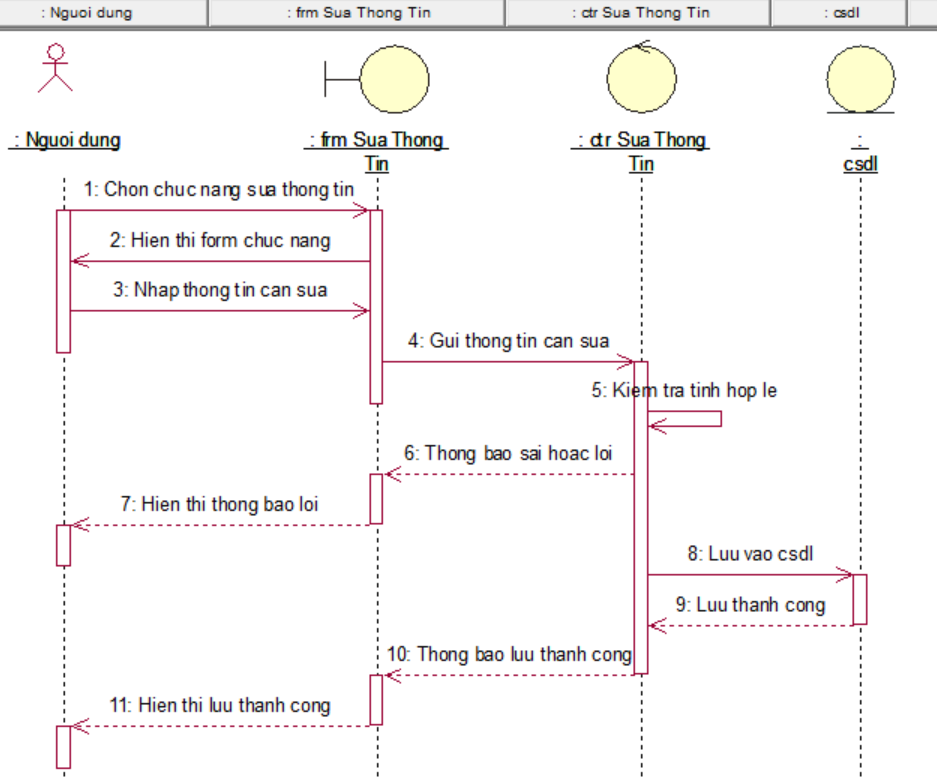 : Nguoi dung
: frm Sua Thong Tin
: ctr Sua Thong Tin
: csdl
: Nguoi dung
: frm Sua Thong
Tin
: ctr Sua Thong
Tin
:
csdl
1: Chon chuc nang sua thong tin
2: Hien thi form chuc nang
3: Nhap thong tin can sua
4: Gui thong tin can sua
5: Kiem tra tinh hop le
6: Thong bao sai hoac loi
7: Hien thi thong bao loi
8: Luu vao csdl
9: Luu thanh cong
10: Thong bao luu thanh cong
11: Hien thi luu thanh cong